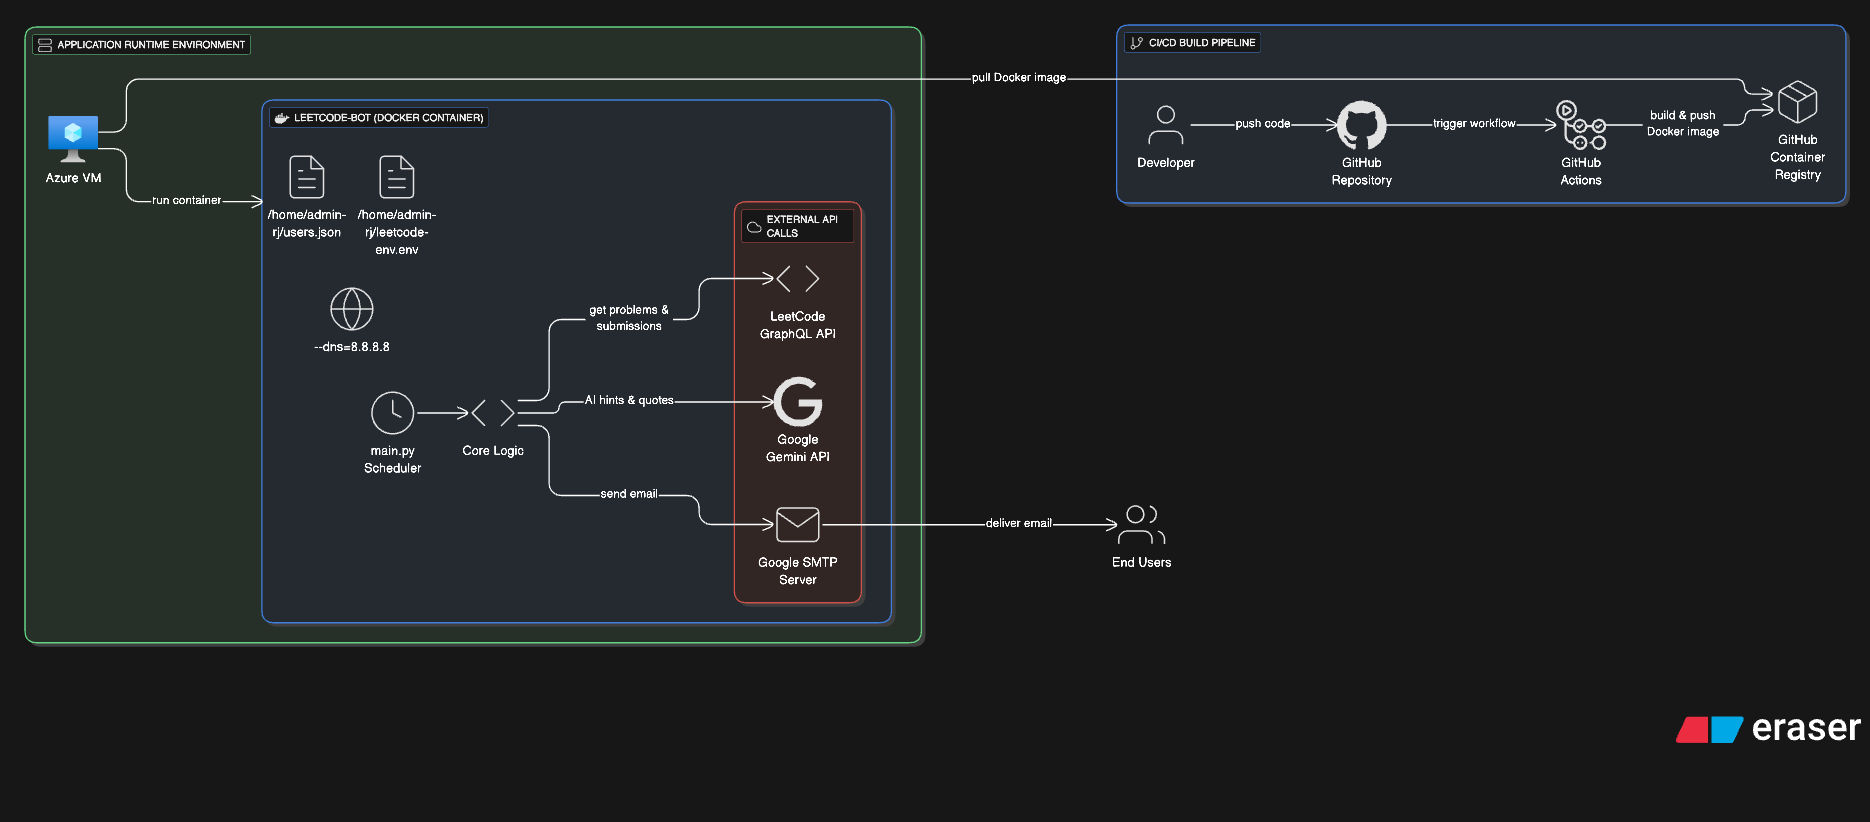 APPLICATION RUNTIME ENVIRONMENT
CI/CD BUILD PIPELINE
pull Docker image
Azure VM
run container
LEETCODE-BOT (DOCKER CONTAINER)
/home/admin-
rj/users.json
/home/admin-
rj/leetcode-
env.env
--dns=8.8.8.8
main.py
Scheduler
Core Logic
get problems &
submissions
AI hints & quotes
send email
EXTERNAL API
CALLS
LeetCode
GraphQL API
Google
Gemini API
Google SMTP
Server
deliver email
End Users
Developer
push code
GitHub
Repository
trigger workflow
GitHub
Actions
build & push
Docker image
GitHub
Container
Registry
eraser